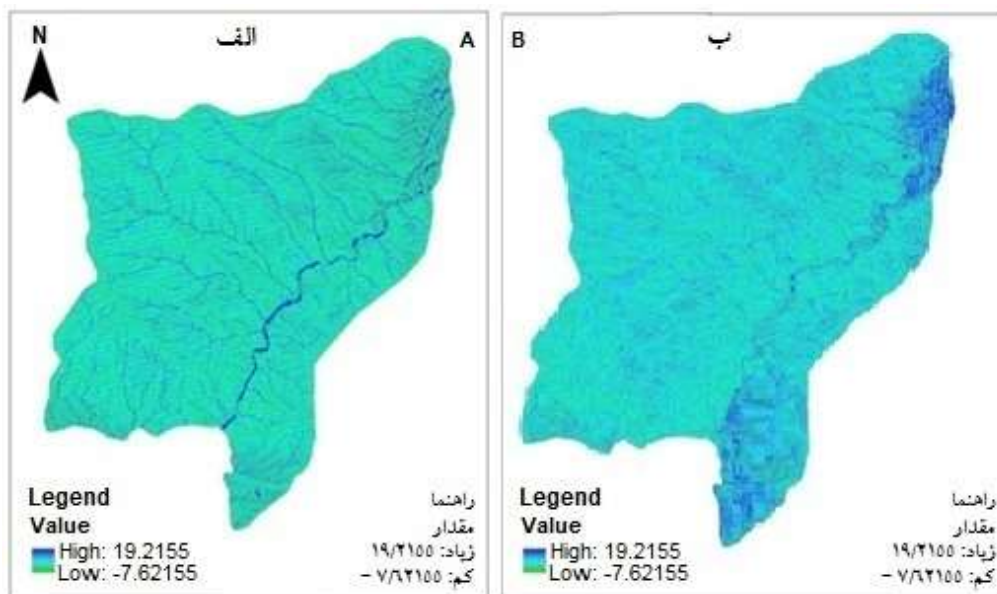 N
الف
A
Legend
راهنما
Value
مقدار
High: 19.2155
زیاد: ۱۹/۲۱۵۵
Low: -7.62155
کم: ۷/۶۲۱۵۵ –
B
ب
Legend
راهنما
Value
مقدار
High: 19.2155
زیاد: ۱۹/۲۱۵۵
Low: -7.62155
کم: ۷/۶۲۱۵۵ –